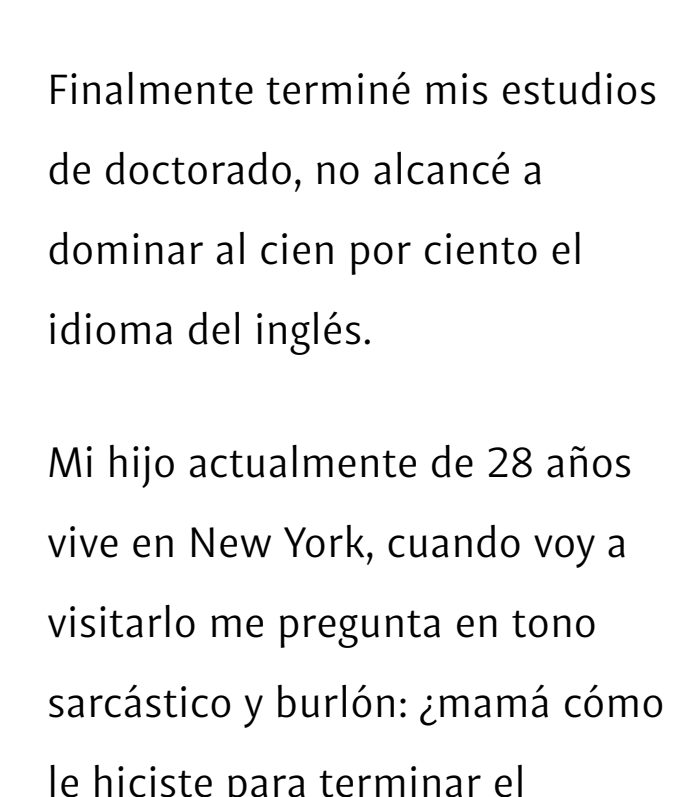 Finalmente terminé mis estudios
de doctorado, no alcancé a
dominar al cien por ciento el
idioma del inglés.
Mi hijo actualmente de 28 años
vive en New York, cuando voy a
visitarlo me pregunta en tono
sarcástico y burlón: ¿mamá cómo
le hiciste para terminar el